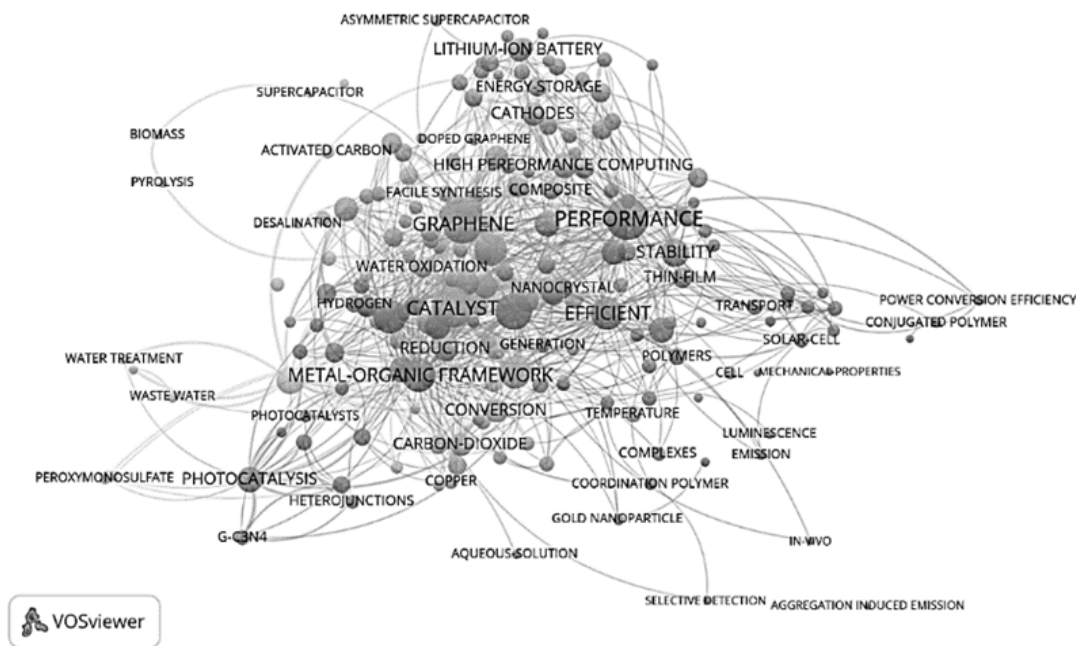 ASYMMETRIC SUPERCAPACITOR
LITHIUM-ION BATTERY
ENERGY-STORAGE
SUPERCAPACITOR
CATHODES
BIOMASS
DOPED GRAPHENE
ACTIVATED CARBON
HIGH PERFORMANCE COMPUTING
PYROLYSIS
FACILE SYNTHESIS
COMPOSITE
DESALINATION
GRAPHENE
PERFORMANCE
STABILITY
WATER OXIDATION
THIN-FILM
NANOCRYSTAL
HYDROGEN
CATALYST
EFFICIENT
TRANSPORT
POWER CONVERSION EFFICIENCY
CONJUGATED POLYMER
SOLAR-CELL
REDUCTION
GENERATION
POLYMERS
WATER TREATMENT
METAL-ORGANIC FRAMEWORK
CELL
MECHANICAL-PROPERTIES
WASTE WATER
PHOTOCATALYSTS
CONVERSION
TEMPERATURE
LUMINESCENCE
CARBON-DIOXIDE
COMPLEXES
EMISSION
PEROXYMONOSULFATE
PHOTOCATALYSIS
COPPER
COORDINATION POLYMER
HETEROJUNCTIONS
GOLD NANOPARTICLE
G-C3N4
IN-VIVO
AQUEOUS-SOLUTION
SELECTIVE DETECTION
AGGREGATION INDUCED EMISSION
VOSviewer